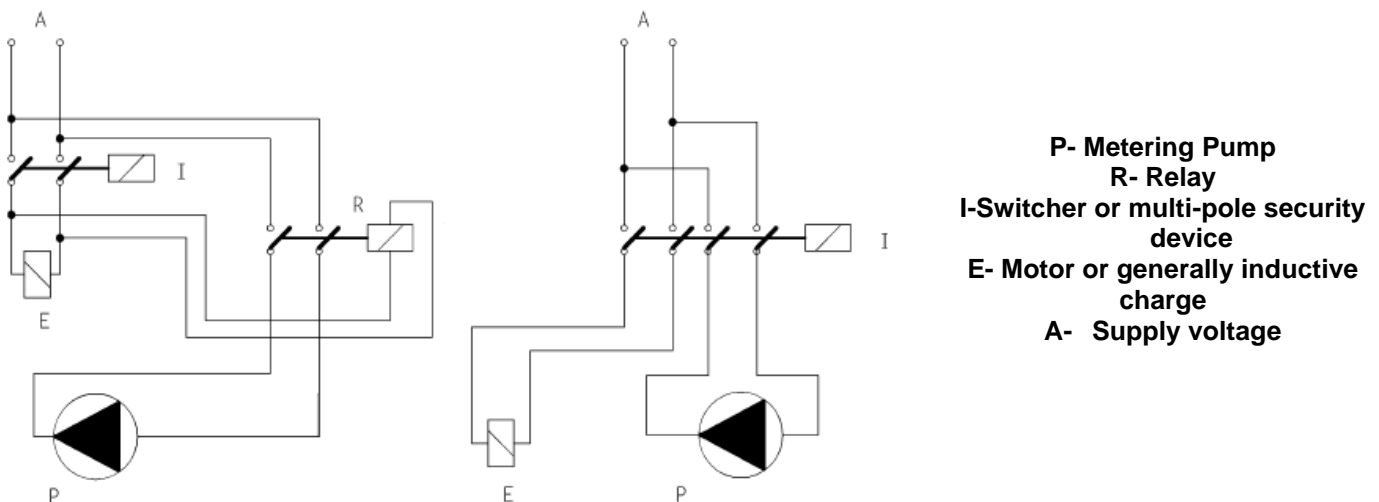 A
I
R
E
P
A
I
E
P
P- Metering Pump
R- Relay
I-Switcher or multi-pole security
device
E- Motor or generally inductive
charge
A- Supply voltage